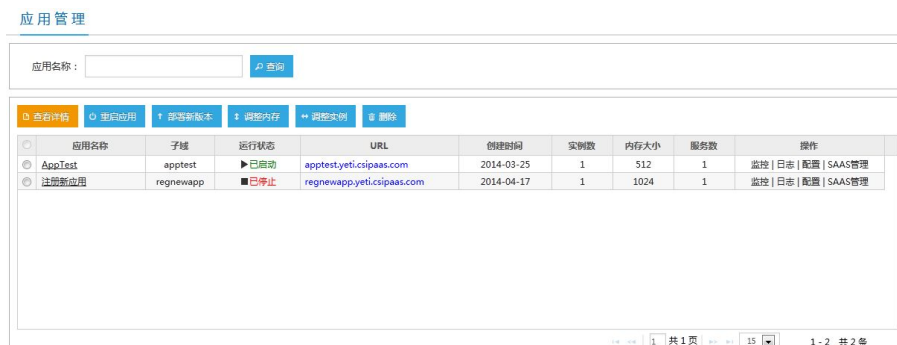 应用管理
应用名称： 查询
查看详情 重启应用 部署新版本 调整内存 调整实例 删除
应用名称 子域 运行状态 URL 创建时间 实例数 内存大小 服务数 操作
AppTest apptest 已启动 apptest.yeti.csipaas.com 2014-03-25 1 512 1 监控 | 日志 | 配置 | SAAS管理
注册新应用 regnewapp 已停止 regnewapp.yeti.csipaas.com 2014-04-17 1 1024 1 监控 | 日志 | 配置 | SAAS管理
1 共 1 页 15 1 - 2 共 2 条